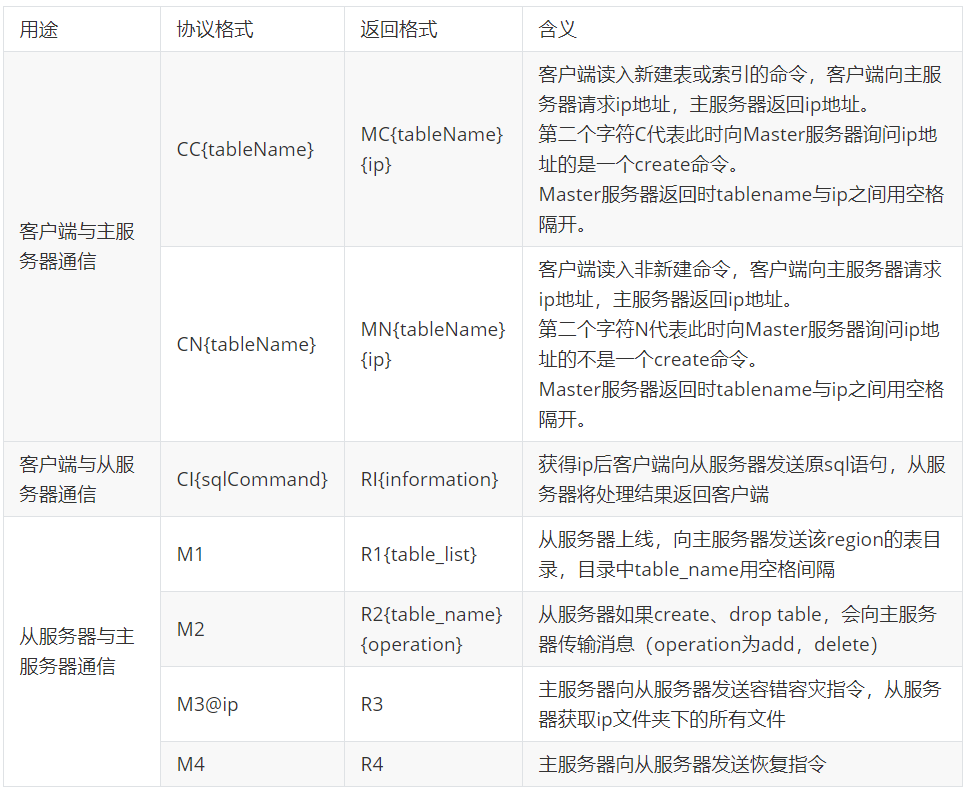 用途
协议格式
返回格式
含义
客户端与主服
务器通信
CC{tableName}
MC{tableName}
{ip}
客户端读入新建表或索引的命令，客户端向主服
务器请求ip地址，主服务器返回ip地址。
第二个字符C代表此时向Master服务器询问ip地
址的是一个create命令。
Master服务器返回时tablename与ip之间用空格
隔开。
CN{tableName}
MN{tableName}
{ip}
客户端读入非新建命令，客户端向主服务器请求
ip地址，主服务器返回ip地址。
第二个字符N代表此时向Master服务器询问ip地
址的不是一个create命令。
Master服务器返回时tablename与ip之间用空格
隔开。
客户端与从服
务器通信
CI{sqlCommand}
RI{information}
获得ip后客户端向从服务器发送原sql语句，从服
务器将处理结果返回客户端
从服务器与主
服务器通信
M1
R1{table_list}
从服务器上线，向主服务器发送该region的表目
录，目录中table_name用空格间隔
M2
R2{table_name}
{operation}
从服务器如果create、drop table，会向主服务
器传输消息（operation为add，delete）
M3@ip
R3
主服务器向从服务器发送容错容灾指令，从服务
器获取ip文件夹下的所有文件
M4
R4
主服务器向从服务器发送恢复指令